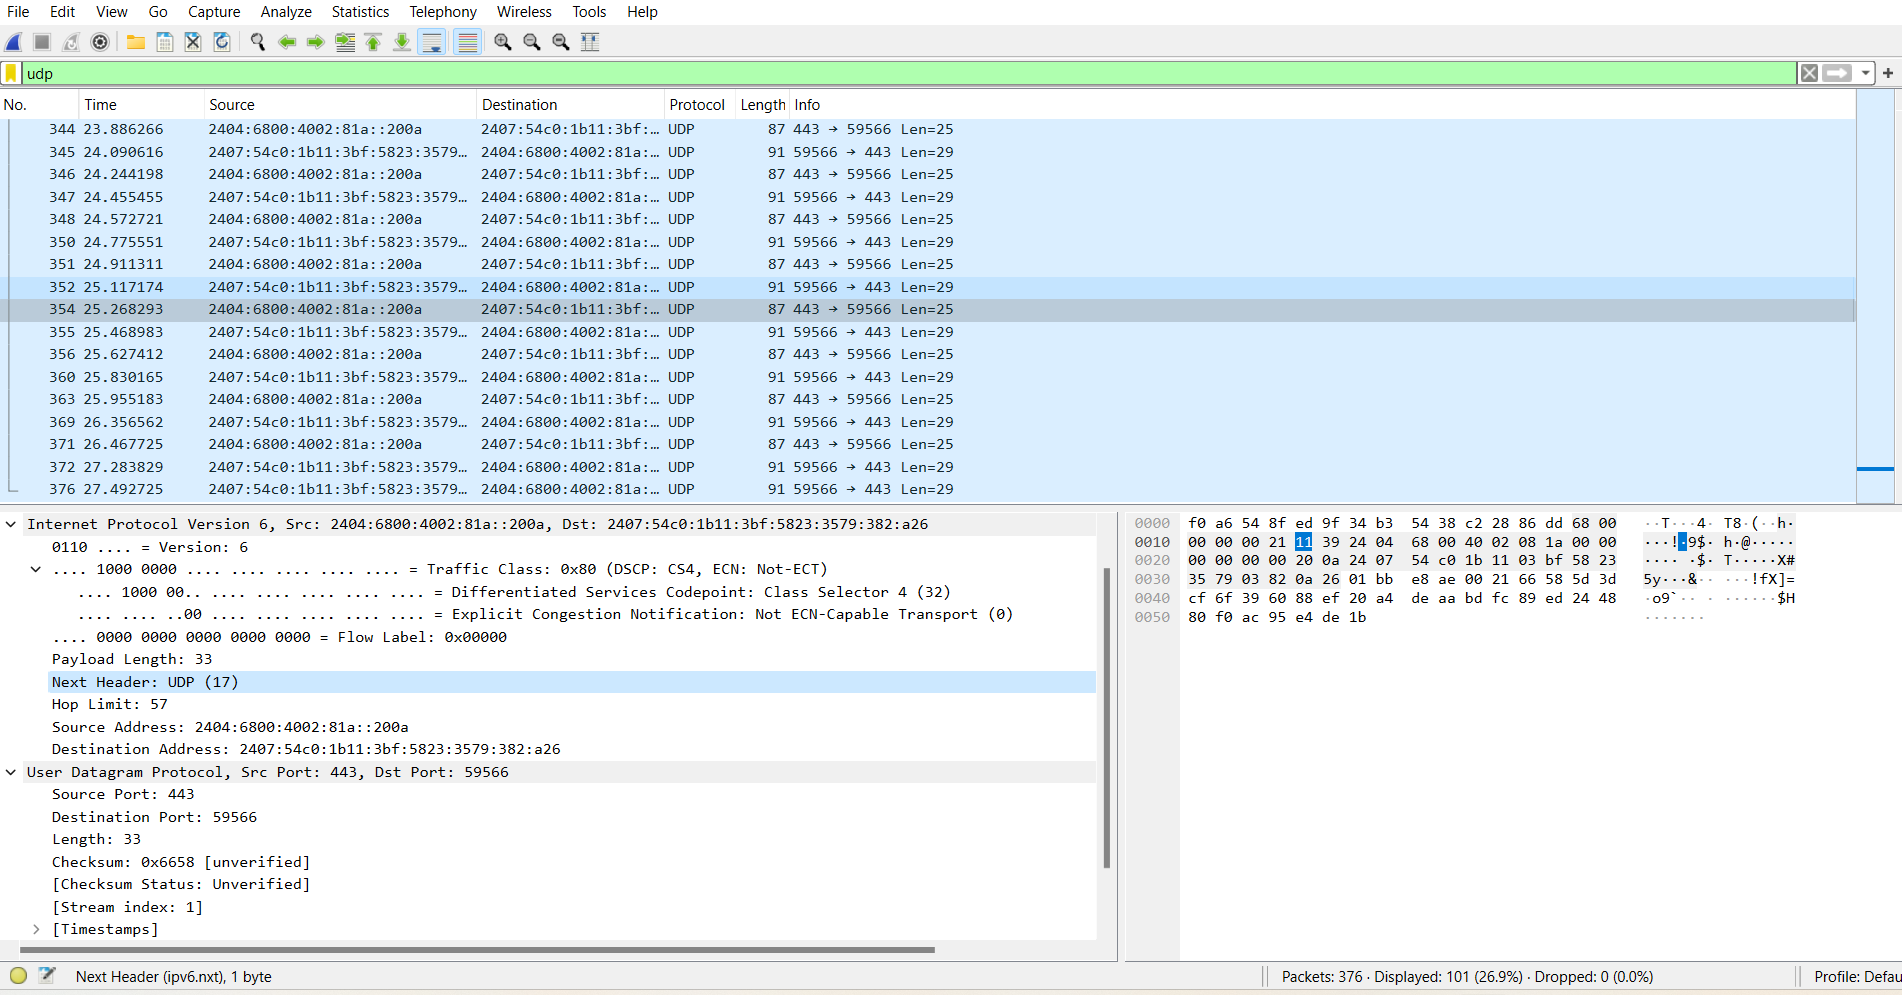 File Edit View Go Capture Analyze Statistics Telephony Wireless Tools Help
udp
No. Time Source Destination Protocol Length Info
344 23.886266 2404:6800:4002:81a::200a 2407:54c0:1b11:3bf:… UDP 87 443 → 59566 Len=25
345 24.090616 2407:54c0:1b11:3bf:5823:3579… 2404:6800:4002:81a:… UDP 91 59566 → 443 Len=29
346 24.244198 2404:6800:4002:81a::200a 2407:54c0:1b11:3bf:… UDP 87 443 → 59566 Len=25
347 24.455455 2407:54c0:1b11:3bf:5823:3579… 2404:6800:4002:81a:… UDP 91 59566 → 443 Len=29
348 24.572721 2404:6800:4002:81a::200a 2407:54c0:1b11:3bf:… UDP 87 443 → 59566 Len=25
350 24.775551 2407:54c0:1b11:3bf:5823:3579… 2404:6800:4002:81a:… UDP 91 59566 → 443 Len=29
351 24.911311 2404:6800:4002:81a::200a 2407:54c0:1b11:3bf:… UDP 87 443 → 59566 Len=25
352 25.117174 2407:54c0:1b11:3bf:5823:3579… 2404:6800:4002:81a:… UDP 91 59566 → 443 Len=29
354 25.268293 2404:6800:4002:81a::200a 2407:54c0:1b11:3bf:… UDP 87 443 → 59566 Len=25
355 25.468983 2407:54c0:1b11:3bf:5823:3579… 2404:6800:4002:81a:… UDP 91 59566 → 443 Len=29
356 25.627412 2404:6800:4002:81a::200a 2407:54c0:1b11:3bf:… UDP 87 443 → 59566 Len=25
360 25.830165 2407:54c0:1b11:3bf:5823:3579… 2404:6800:4002:81a:… UDP 91 59566 → 443 Len=29
363 25.955183 2404:6800:4002:81a::200a 2407:54c0:1b11:3bf:… UDP 87 443 → 59566 Len=25
369 26.356562 2407:54c0:1b11:3bf:5823:3579… 2404:6800:4002:81a:… UDP 91 59566 → 443 Len=29
371 26.467725 2404:6800:4002:81a::200a 2407:54c0:1b11:3bf:… UDP 87 443 → 59566 Len=25
372 27.283829 2407:54c0:1b11:3bf:5823:3579… 2404:6800:4002:81a:… UDP 91 59566 → 443 Len=29
376 27.492725 2407:54c0:1b11:3bf:5823:3579… 2404:6800:4002:81a:… UDP 91 59566 → 443 Len=29
Internet Protocol Version 6, Src: 2404:6800:4002:81a::200a, Dst: 2407:54c0:1b11:3bf:5823:3579:382:a26
0110 .... = Version: 6
.... 1000 0000 .... .... .... .... .... = Traffic Class: 0x80 (DSCP: CS4, ECN: Not-ECT)
.... 1000 00.. .... .... .... .... .... = Differentiated Services Codepoint: Class Selector 4 (32)
.... .... ..00 .... .... .... .... .... = Explicit Congestion Notification: Not ECN-Capable Transport (0)
.... 0000 0000 0000 0000 0000 = Flow Label: 0x00000
Payload Length: 33
Next Header: UDP (17)
Hop Limit: 57
Source Address: 2404:6800:4002:81a::200a
Destination Address: 2407:54c0:1b11:3bf:5823:3579:382:a26
User Datagram Protocol, Src Port: 443, Dst Port: 59566
Source Port: 443
Destination Port: 59566
Length: 33
Checksum: 0x6658 [unverified]
[Checksum Status: Unverified]
[Stream index: 1]
[Timestamps]
0000 f0 a6 54 8f ed 9f 34 b3 54 38 c2 28 86 dd 68 00 ··T···4· T8·(··h·
0010 00 00 00 21 11 39 24 04 68 00 40 02 08 1a 00 00 ···!·9$· h·@·····
0020 00 00 00 00 20 0a 24 07 54 c0 1b 11 03 bf 58 23 ···· ·$· T·····X#
0030 35 79 03 82 0a 26 01 bb e8 ae 00 21 66 58 5d 3d 5y···&·· ···!fX]=
0040 cf 6f 39 60 88 ef 20 a4 de aa bd fc 89 ed 24 48 ·o9`·· · ······$H
0050 80 f0 ac 95 e4 de 1b ·······
Next Header (ipv6.nxt), 1 byte
Packets: 376 · Displayed: 101 (26.9%) · Dropped: 0 (0.0%)
Profile: Defau